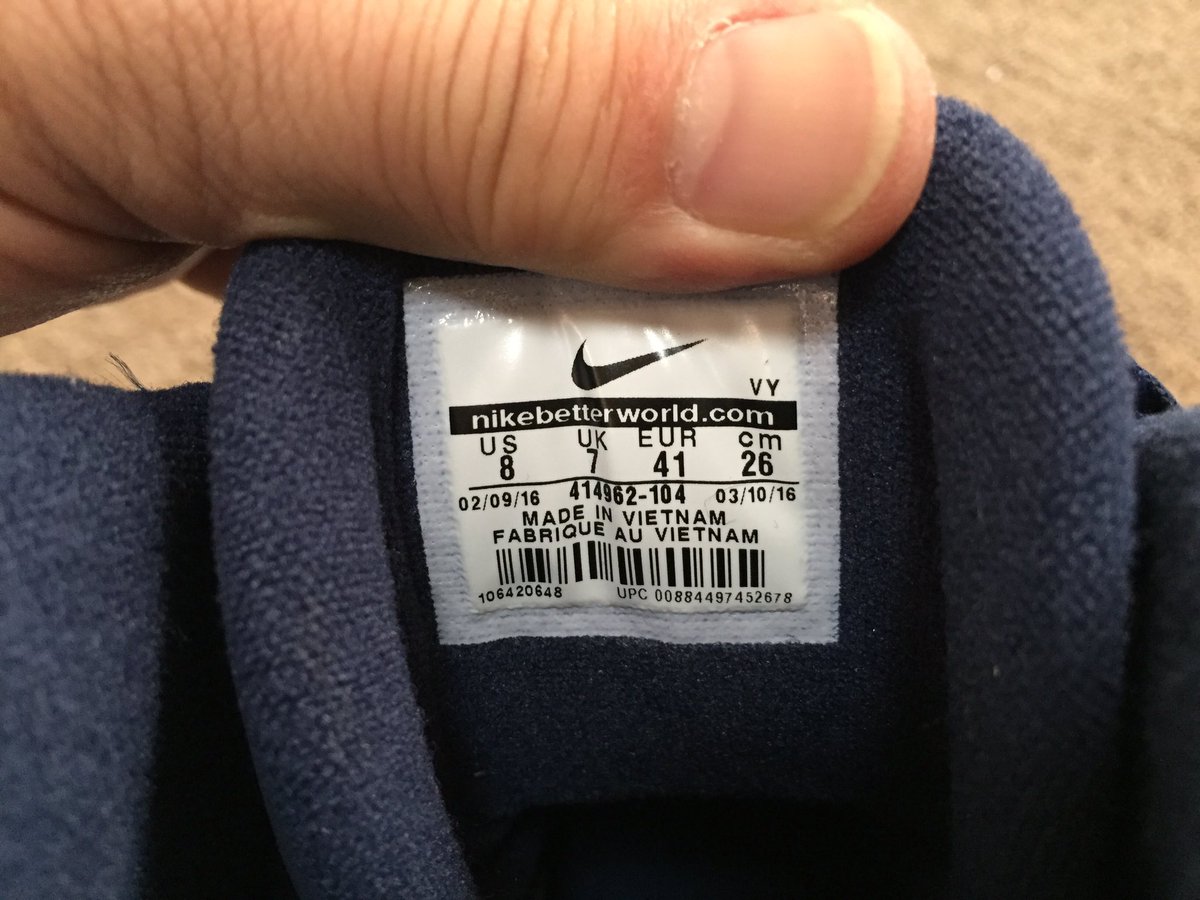 VY
nikebetterworld.com
US UK EUR cm
8 7 41 26
02/09/16 414962-104 03/10/16
MADE IN VIETNAM
FABRIQUE AU VIETNAM
106420648 UPC 00884497452678